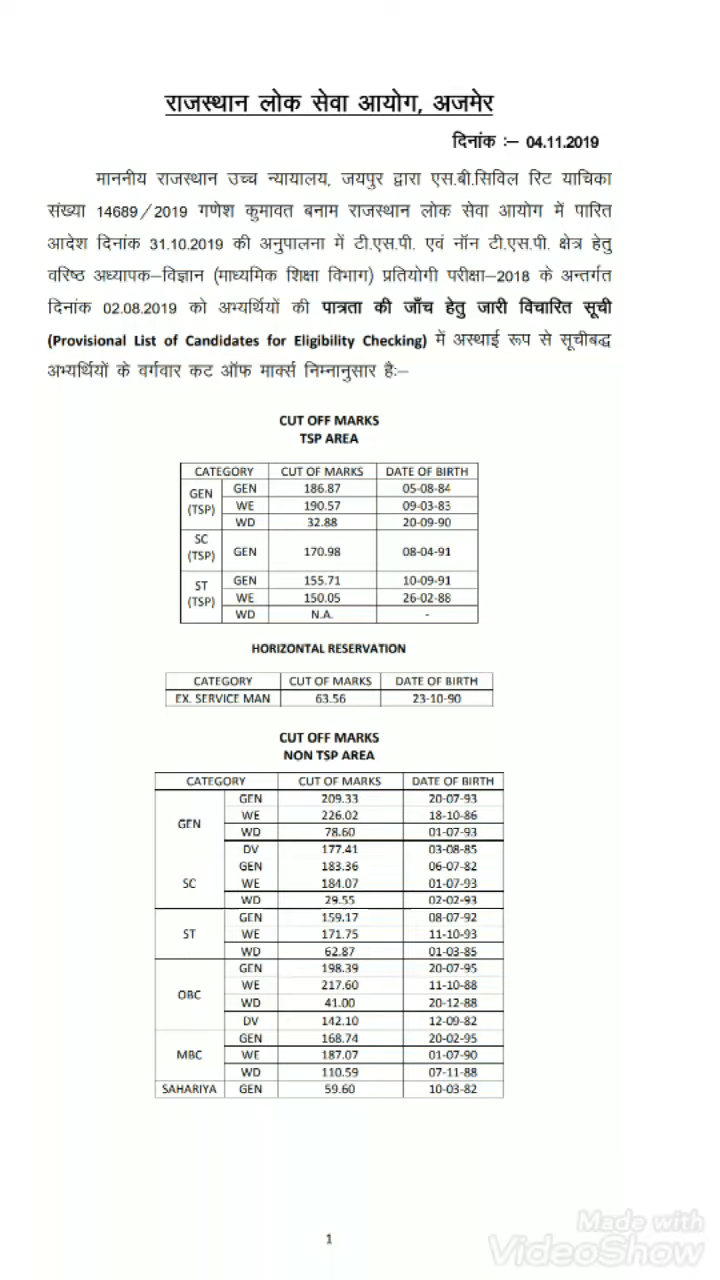 राजस्थान लोक सेवा आयोग, अजमेर
दिनांक :– 04.11.2019
माननीय राजस्थान उच्च न्यायालय, जयपुर द्वारा एस.बी.सिविल रिट याचिका
संख्या 14689/2019 गणेश कुमावत बनाम राजस्थान लोक सेवा आयोग में पारित
आदेश दिनांक 31.10.2019 की अनुपालना में टी.एस.पी. एवं नॉन टी.एस.पी. क्षेत्र हेतु
वरिष्ठ अध्यापक–विज्ञान (माध्यमिक शिक्षा विभाग) प्रतियोगी परीक्षा–2018 के अन्तर्गत
दिनांक 02.08.2019 को अभ्यर्थियों की पात्रता की जाँच हेतु जारी विचारित सूची
(Provisional List of Candidates for Eligibility Checking) में अस्थाई रूप से सूचीबद्ध
अभ्यर्थियों के वर्गवार कट ऑफ मार्क्स निम्नानुसार है:–
CUT OFF MARKS
TSP AREA
CATEGORY CUT OF MARKS DATE OF BIRTH
GEN (TSP) GEN 186.87 05-08-84
WE 190.57 09-03-83
WD 32.88 20-09-90
SC (TSP) GEN 170.98 08-04-91
ST (TSP) GEN 155.71 10-09-91
WE 150.05 26-02-88
WD N.A. -
HORIZONTAL RESERVATION
CATEGORY CUT OF MARKS DATE OF BIRTH
EX. SERVICE MAN 63.56 23-10-90
CUT OFF MARKS
NON TSP AREA
CATEGORY CUT OF MARKS DATE OF BIRTH
GEN GEN 209.33 20-07-93
WE 226.02 18-10-86
WD 78.60 01-07-93
DV 177.41 03-08-85
SC GEN 183.36 06-07-82
WE 184.07 01-07-93
WD 29.55 02-02-93
ST GEN 159.17 08-07-92
WE 171.75 11-10-93
WD 62.87 01-03-85
OBC GEN 198.39 20-07-95
WE 217.60 11-10-88
WD 41.00 20-12-88
DV 142.10 12-09-82
MBC GEN 168.74 20-02-95
WE 187.07 01-07-90
WD 110.59 07-11-88
SAHARIYA GEN 59.60 10-03-82
1
Made with
VideoShow